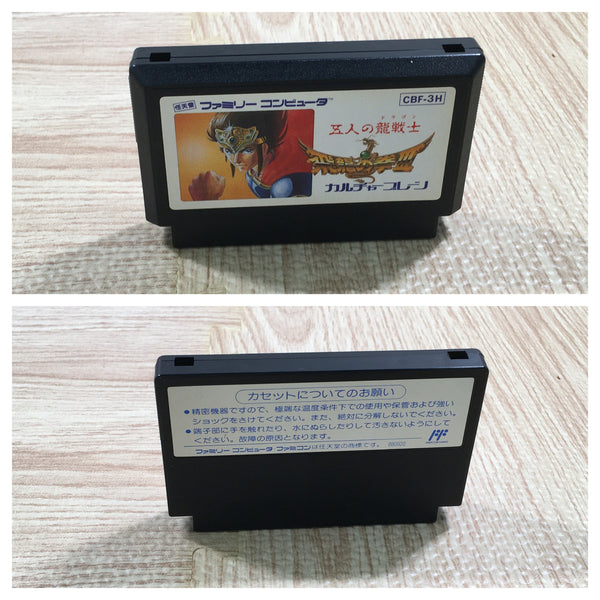 任天堂 ファミリー コンピュータ
CBF-3H
ドラゴン
五人の龍戦士
飛龍の拳III
カルチャーブレーン
カセットについてのお願い
●精密機器ですので、極端な温度条件下での使用や保管および強い
ショックをさけてください。また、絶対に分解しないでください。
●端子部に手を触れたり、水にぬらしたりして汚さないようにして
ください。故障の原因となります。
ファミリー コンピュータ ファミコンは任天堂の商標です。